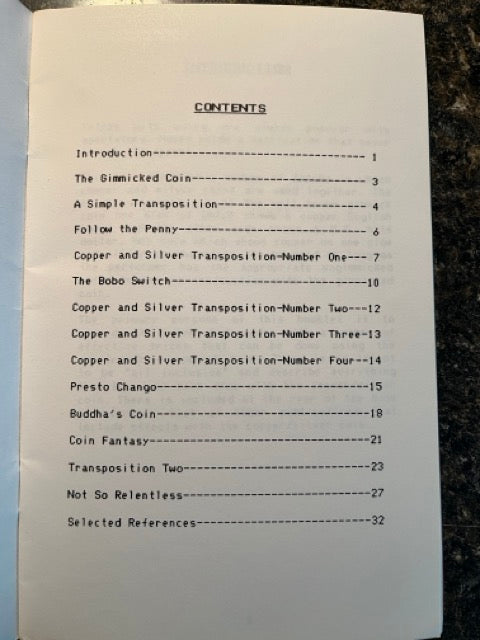 CONTENTS
Introduction--------------------------- 1
The Gimmicked Coin---------------------- 3
A Simple Transposition------------------ 4
Follow the Penny------------------------ 6
Copper and Silver Transposition-Number One--- 7
The Bobo Switch-------------------------10
Copper and Silver Transposition-Number Two---12
Copper and Silver Transposition-Number Three-13
Copper and Silver Transposition-Number Four--14
Presto Chango---------------------------15
Buddha's Coin---------------------------18
Coin Fantasy----------------------------21
Transposition Two-----------------------23
Not So Relentless-----------------------27
Selected References---------------------32